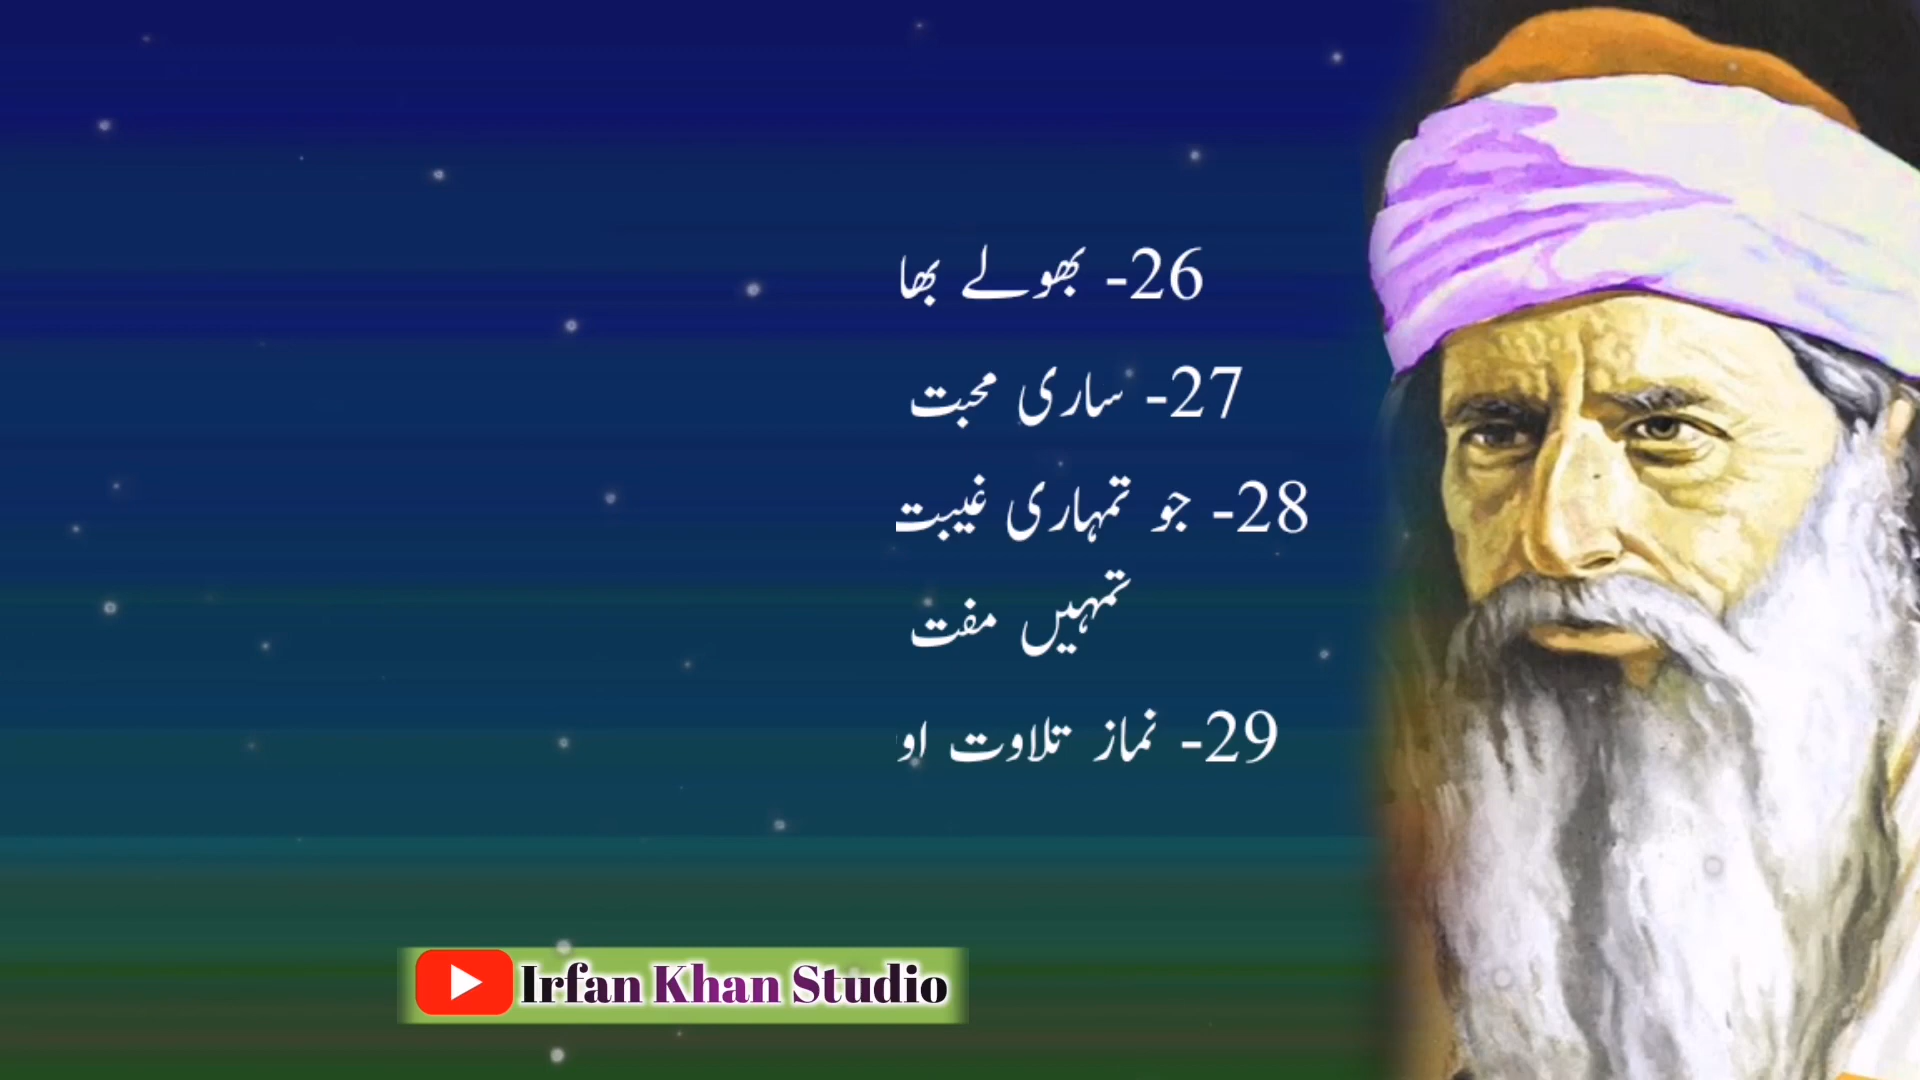 26- بھولے بھا
27- ساری محبت
28- جو تمہاری غیبت
تمہیں مفت
29- نماز تلاوت او
Irfan Khan Studio